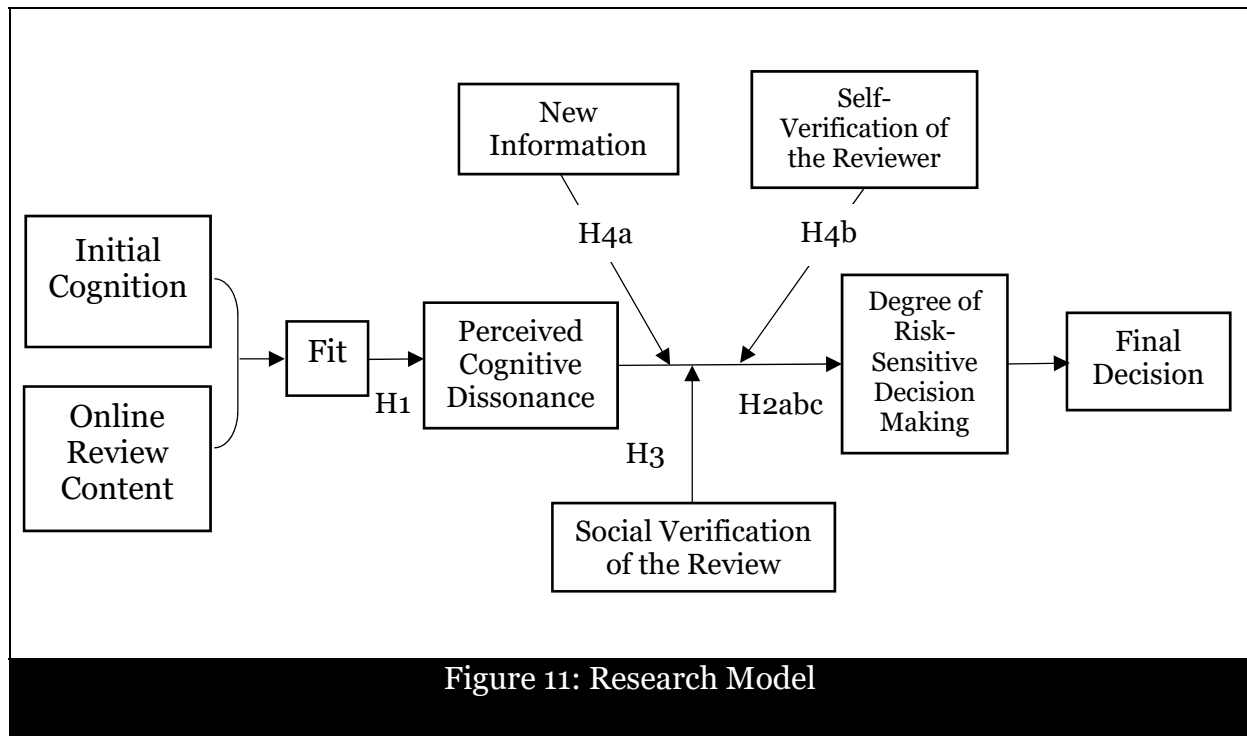 New
Information
Self-
Verification of
the Reviewer
H4a
H4b
Initial
Cognition
Online
Review
Content
Fit
H1
Perceived
Cognitive
Dissonance
H2abc
H3
Social Verification
of the Review
Degree of
Risk-
Sensitive
Decision
Making
Final
Decision
Figure 11: Research Model